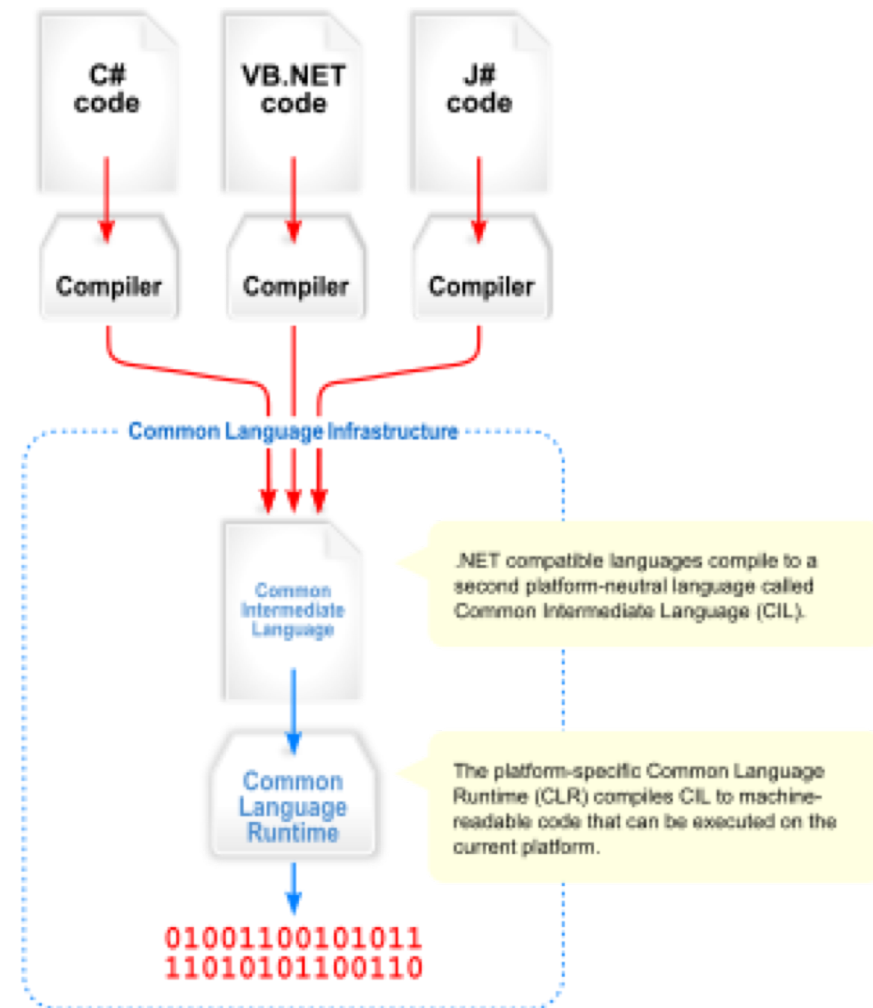 C#
code
VB.NET
code
J#
code
Compiler
Compiler
Compiler
Common Language Infrastructure
Common
Intermediate
Language
.NET compatible languages compile to a
second platform-neutral language called
Common Intermediate Language (CIL).
Common
Language
Runtime
The platform-specific Common Language
Runtime (CLR) compiles CIL to machine-
readable code that can be executed on the
current platform.
01001100101011
11010101100110